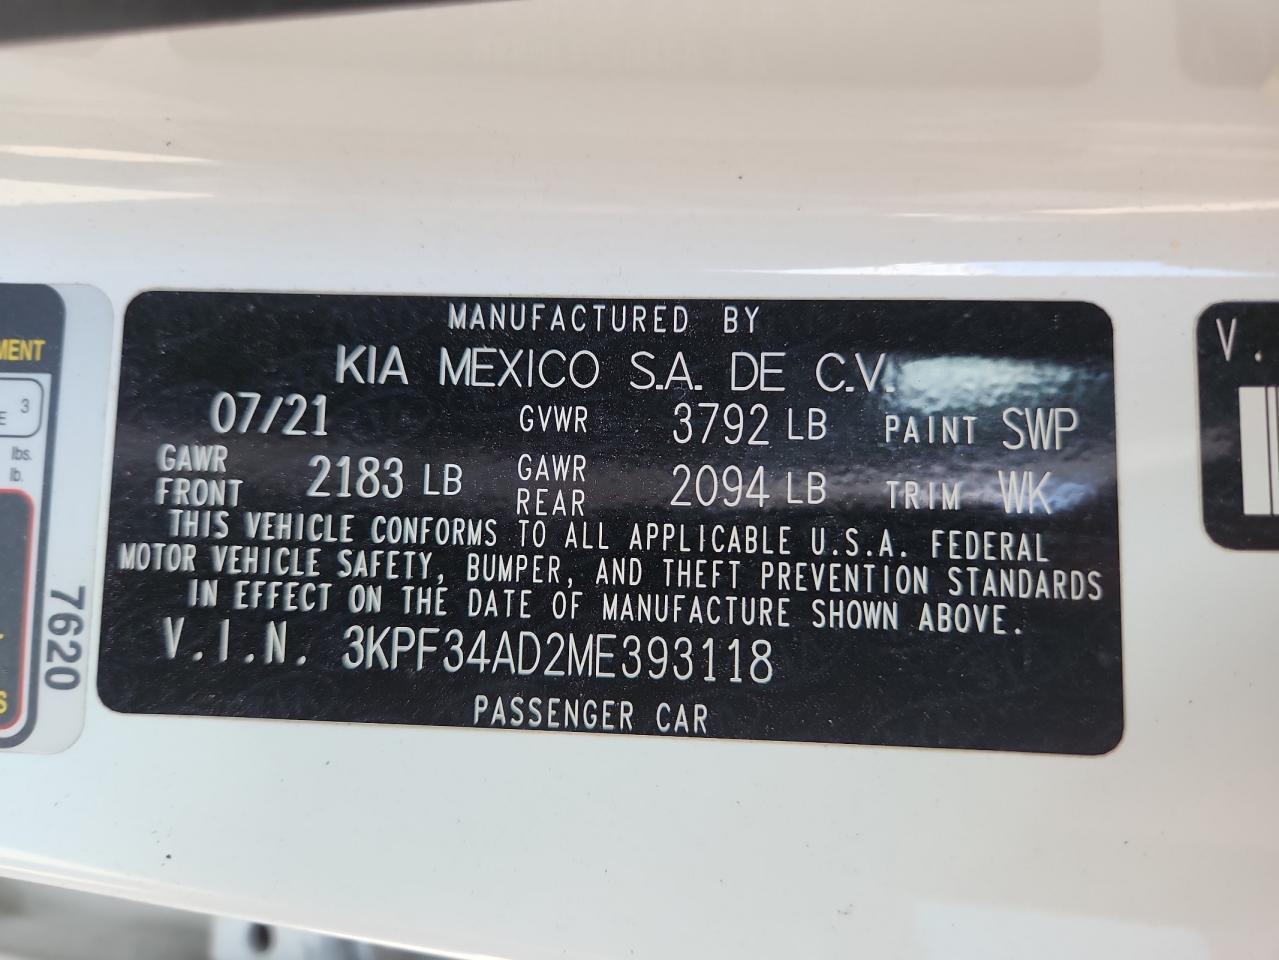 MANUFACTURED BY
KIA MEXICO S.A. DE C.V.
07/21 GVWR 3792 LB PAINT SWP
GAWR FRONT 2183 LB GAWR REAR 2094 LB TRIM WK
THIS VEHICLE CONFORMS TO ALL APPLICABLE U.S.A. FEDERAL
MOTOR VEHICLE SAFETY, BUMPER, AND THEFT PREVENTION STANDARDS
IN EFFECT ON THE DATE OF MANUFACTURE SHOWN ABOVE.
V.I.N. 3KPF34AD2ME393118
PASSENGER CAR
MENT
E 3
lbs.
lb.
S
7620
V.